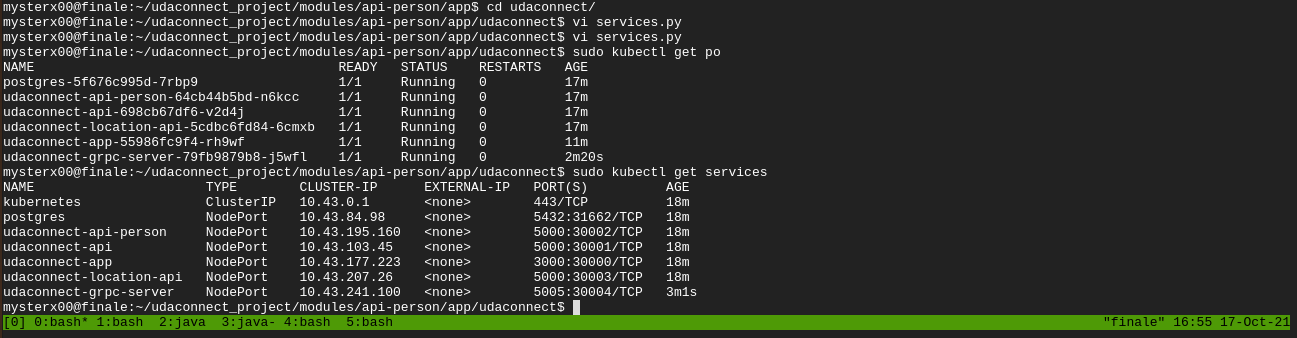 mysterx00@finale:~/udaconnect_project/modules/api-person/app$ cd udaconnect/
mysterx00@finale:~/udaconnect_project/modules/api-person/app/udaconnect$ vi services.py
mysterx00@finale:~/udaconnect_project/modules/api-person/app/udaconnect$ vi services.py
mysterx00@finale:~/udaconnect_project/modules/api-person/app/udaconnect$ sudo kubectl get po
NAME                                       READY   STATUS    RESTARTS   AGE
postgres-5f676c995d-7rbp9                  1/1     Running   0          17m
udaconnect-api-person-64cb44b5bd-n6kcc     1/1     Running   0          17m
udaconnect-api-698cb67df6-v2d4j            1/1     Running   0          17m
udaconnect-location-api-5cdbc6fd84-6cmxb   1/1     Running   0          17m
udaconnect-app-55986fc9f4-rh9wf            1/1     Running   0          11m
udaconnect-grpc-server-79fb9879b8-j5wfl    1/1     Running   0          2m20s
mysterx00@finale:~/udaconnect_project/modules/api-person/app/udaconnect$ sudo kubectl get services
NAME                      TYPE        CLUSTER-IP      EXTERNAL-IP   PORT(S)          AGE
kubernetes                ClusterIP   10.43.0.1       <none>        443/TCP          18m
postgres                  NodePort    10.43.84.98     <none>        5432:31662/TCP   18m
udaconnect-api-person     NodePort    10.43.195.160   <none>        5000:30002/TCP   18m
udaconnect-api            NodePort    10.43.103.45    <none>        5000:30001/TCP   18m
udaconnect-app            NodePort    10.43.177.223   <none>        3000:30000/TCP   18m
udaconnect-location-api   NodePort    10.43.207.26    <none>        5000:30003/TCP   18m
udaconnect-grpc-server    NodePort    10.43.241.100   <none>        5005:30004/TCP   3m1s
mysterx00@finale:~/udaconnect_project/modules/api-person/app/udaconnect$
[0] 0:bash* 1:bash  2:java  3:java- 4:bash  5:bash "finale" 16:55 17-Oct-21